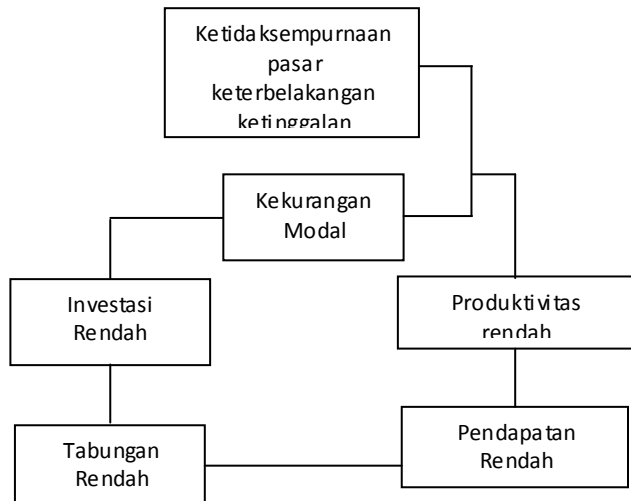 Ketidaksempurnaan
pasar
keterbelakangan
ketinggalan
Kekurangan
Modal
Investasi
Rendah
Produktivitas
rendah
Tabungan
Rendah
Pendapatan
Rendah